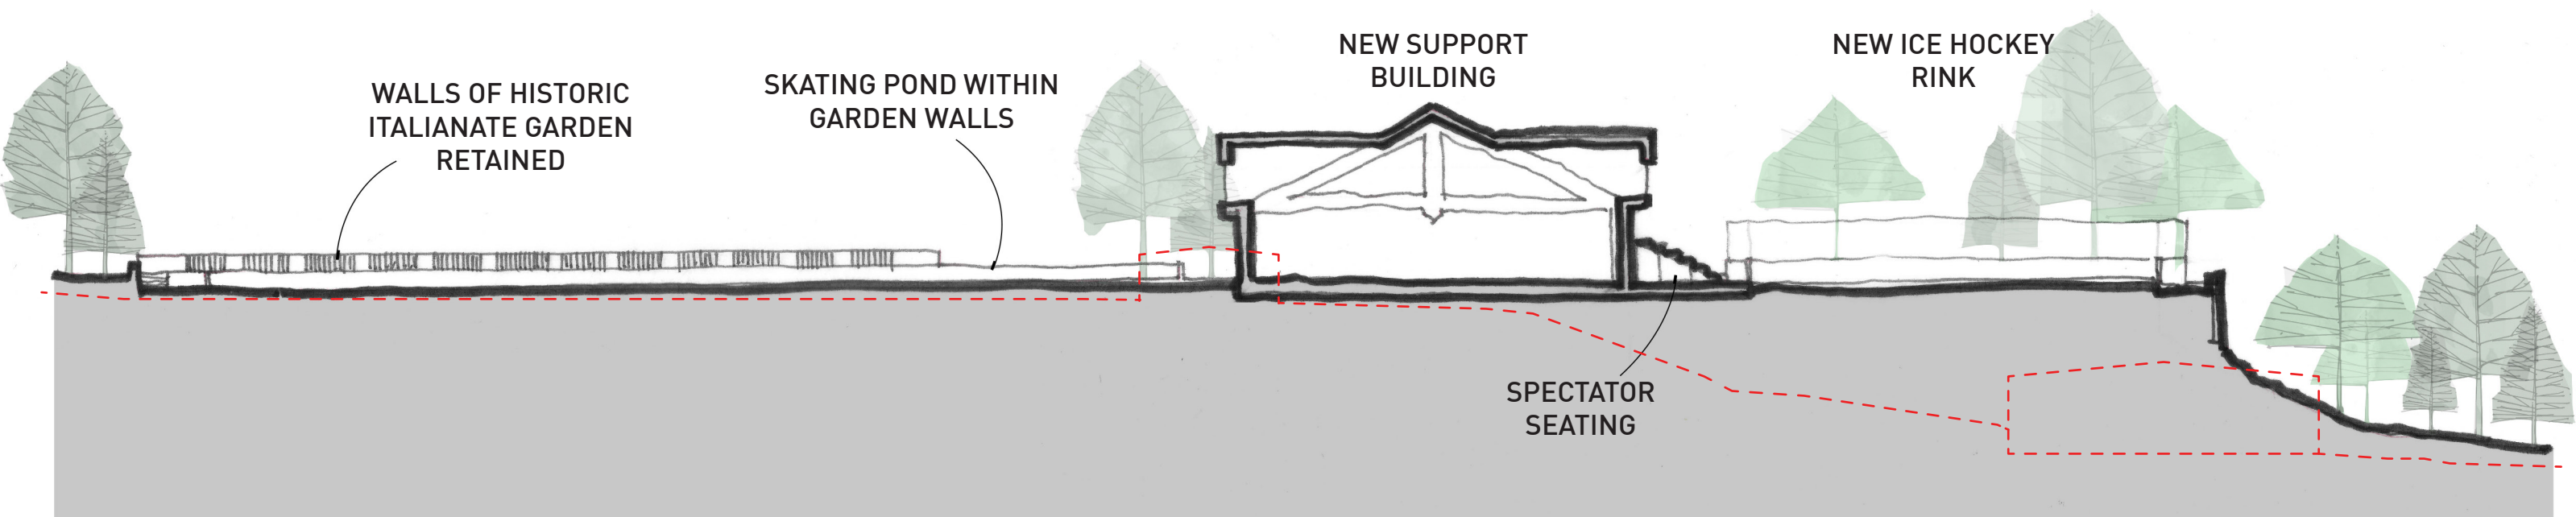 WALLS OF HISTORIC
ITALIANATE GARDEN
RETAINED
SKATING POND WITHIN
GARDEN WALLS
NEW SUPPORT
BUILDING
NEW ICE HOCKEY
RINK
SPECTATOR
SEATING